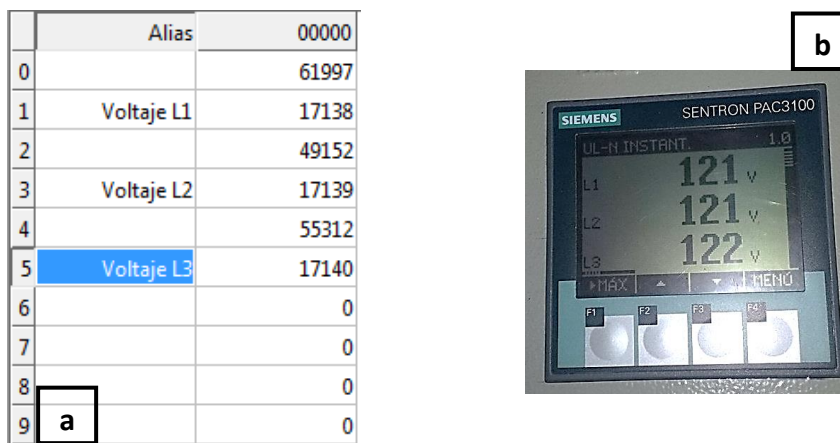 Alias 00000
0 61997
1 Voltaje L1 17138
2 49152
3 Voltaje L2 17139
4 55312
5 Voltaje L3 17140
6 0
7 0
8 0
9 0
a
b
SIEMENS SENTRON PAC3100
UL-N INSTANT. 1.0
L1 121 V
L2 121 V
L3 122 V
▶MÁX ▲ ▼ MENÚ
F1 F2 F3 F4